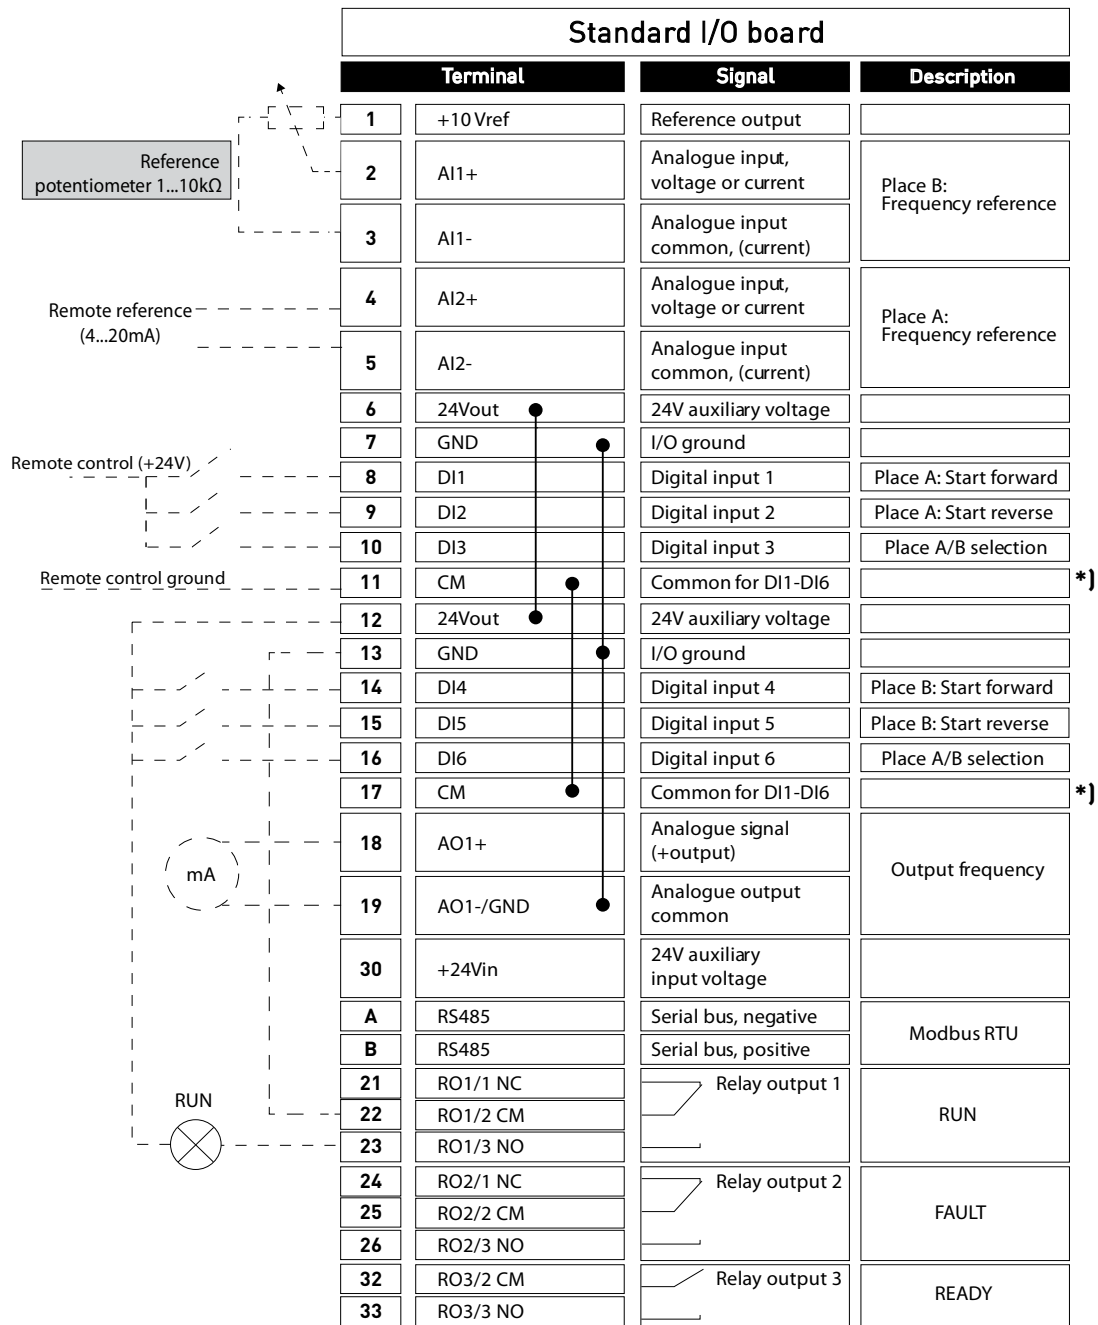 Standard I/O board
Terminal Signal Description
1 +10 Vref Reference output
Reference
potentiometer 1...10kΩ
2 AI1+ Analogue input,
voltage or current
Place B:
Frequency reference
3 AI1- Analogue input
common, (current)
Remote reference
(4...20mA)
4 AI2+ Analogue input,
voltage or current
Place A:
Frequency reference
5 AI2- Analogue input
common, (current)
6 24Vout 24V auxiliary voltage
7 GND I/O ground
Remote control (+24V)
8 DI1 Digital input 1 Place A: Start forward
9 DI2 Digital input 2 Place A: Start reverse
10 DI3 Digital input 3 Place A/B selection
Remote control ground
11 CM Common for DI1-DI6 *)
12 24Vout 24V auxiliary voltage
13 GND I/O ground
14 DI4 Digital input 4 Place B: Start forward
15 DI5 Digital input 5 Place B: Start reverse
16 DI6 Digital input 6 Place A/B selection
17 CM Common for DI1-DI6 *)
mA
18 AO1+ Analogue signal
(+output)
Output frequency
19 AO1-/GND Analogue output
common
30 +24Vin 24V auxiliary
input voltage
A RS485 Serial bus, negative
Modbus RTU
B RS485 Serial bus, positive
21 RO1/1 NC Relay output 1
RUN
22 RO1/2 CM RUN
23 RO1/3 NO
24 RO2/1 NC Relay output 2
25 RO2/2 CM FAULT
26 RO2/3 NO
32 RO3/2 CM Relay output 3
READY
33 RO3/3 NO